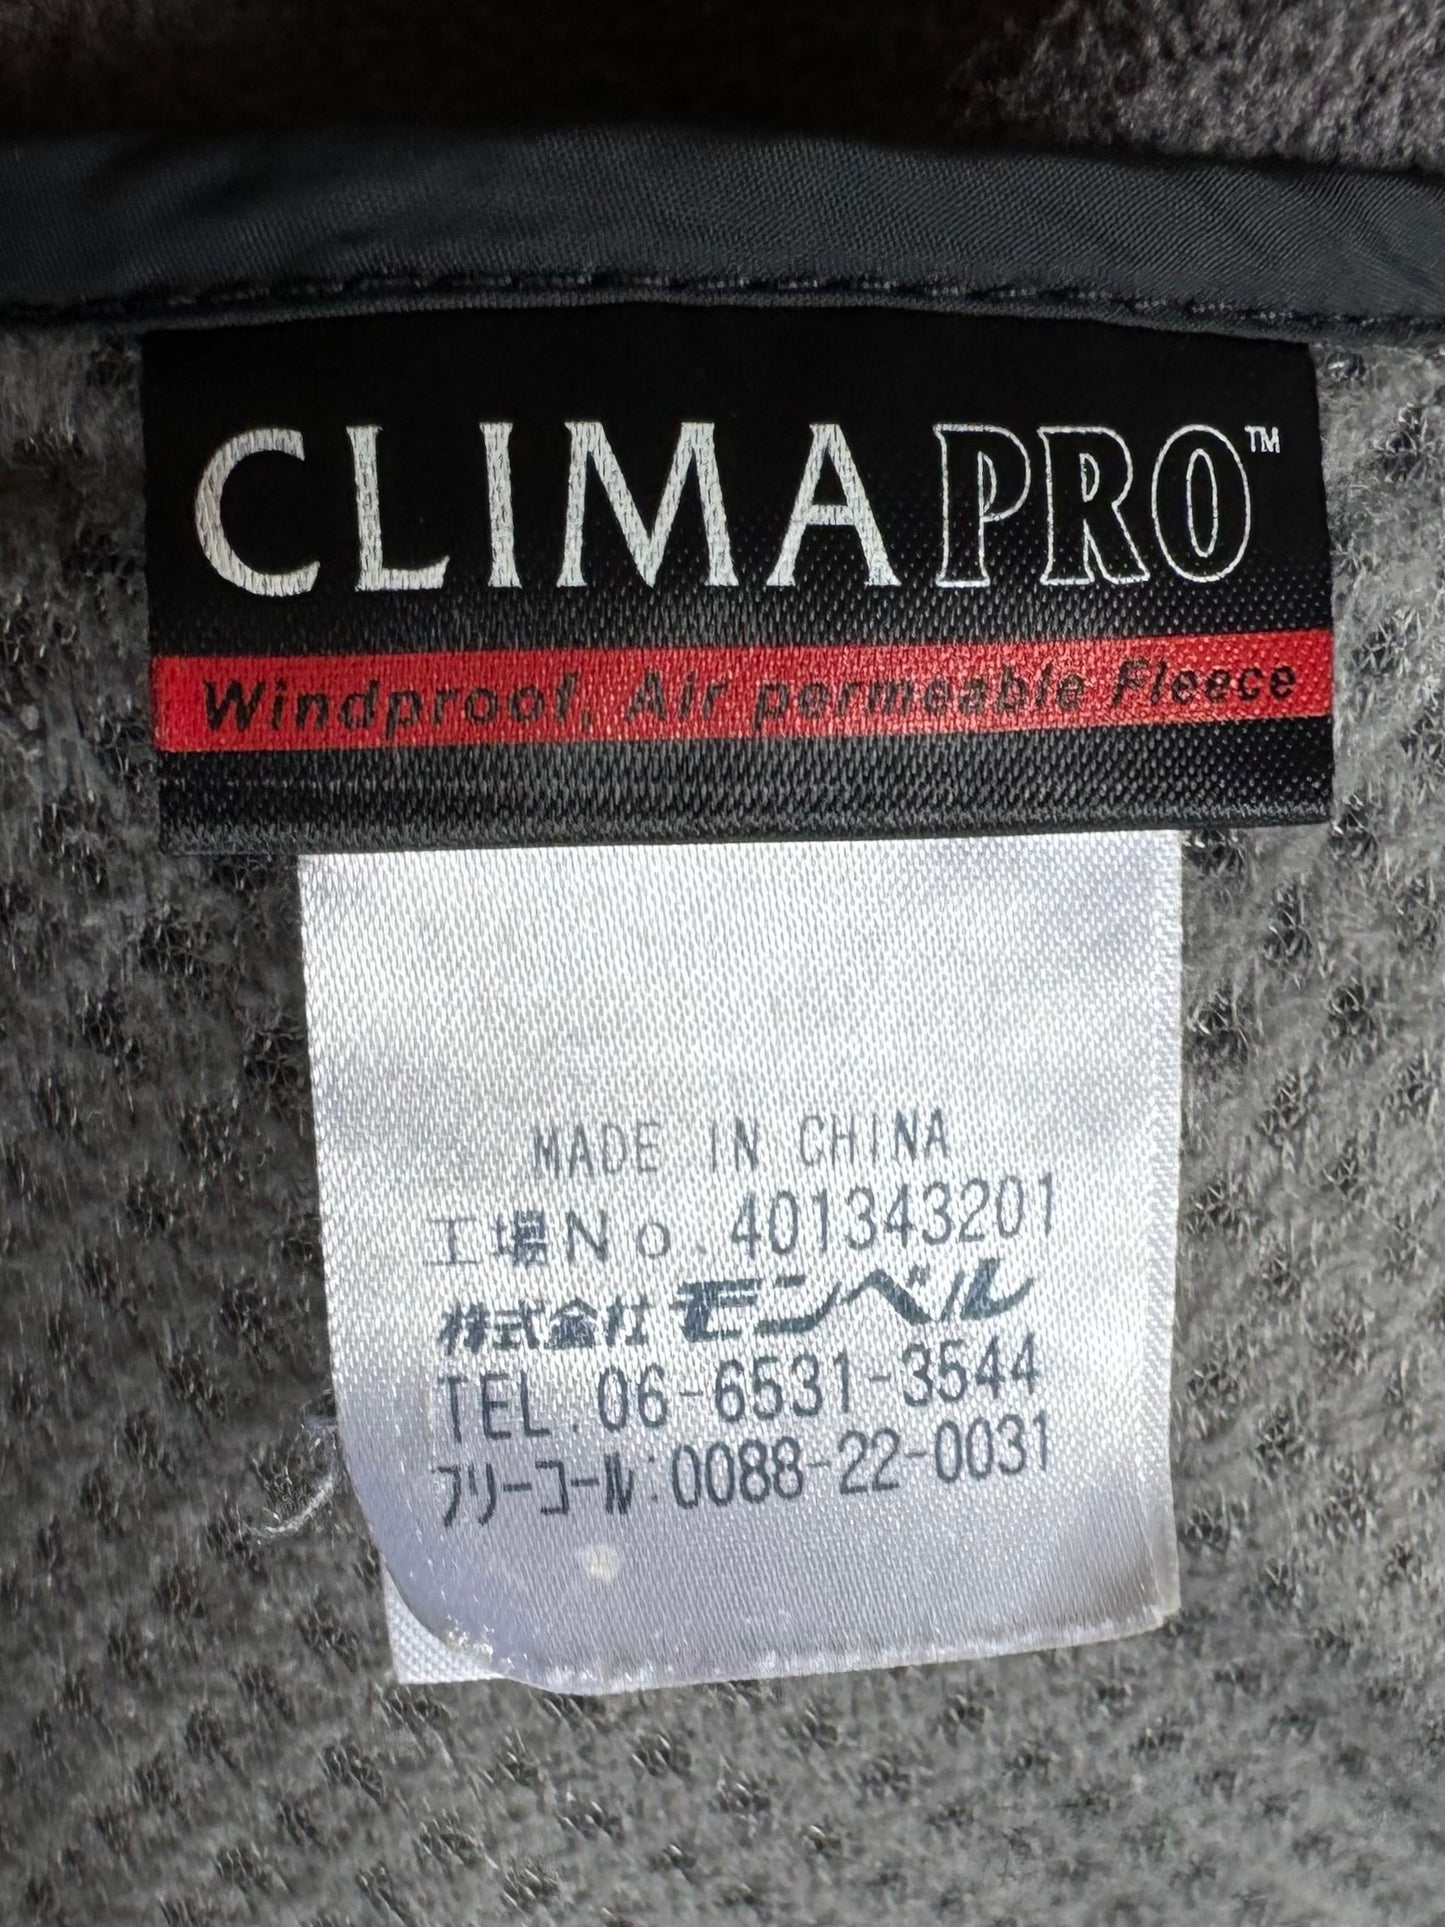 CLIMAPRO™
Windproof, Air permeable Fleece
MADE IN CHINA
工場No.401343201
株式会社モンベル
TEL.06-6531-3544
フリーコール:0088-22-0031